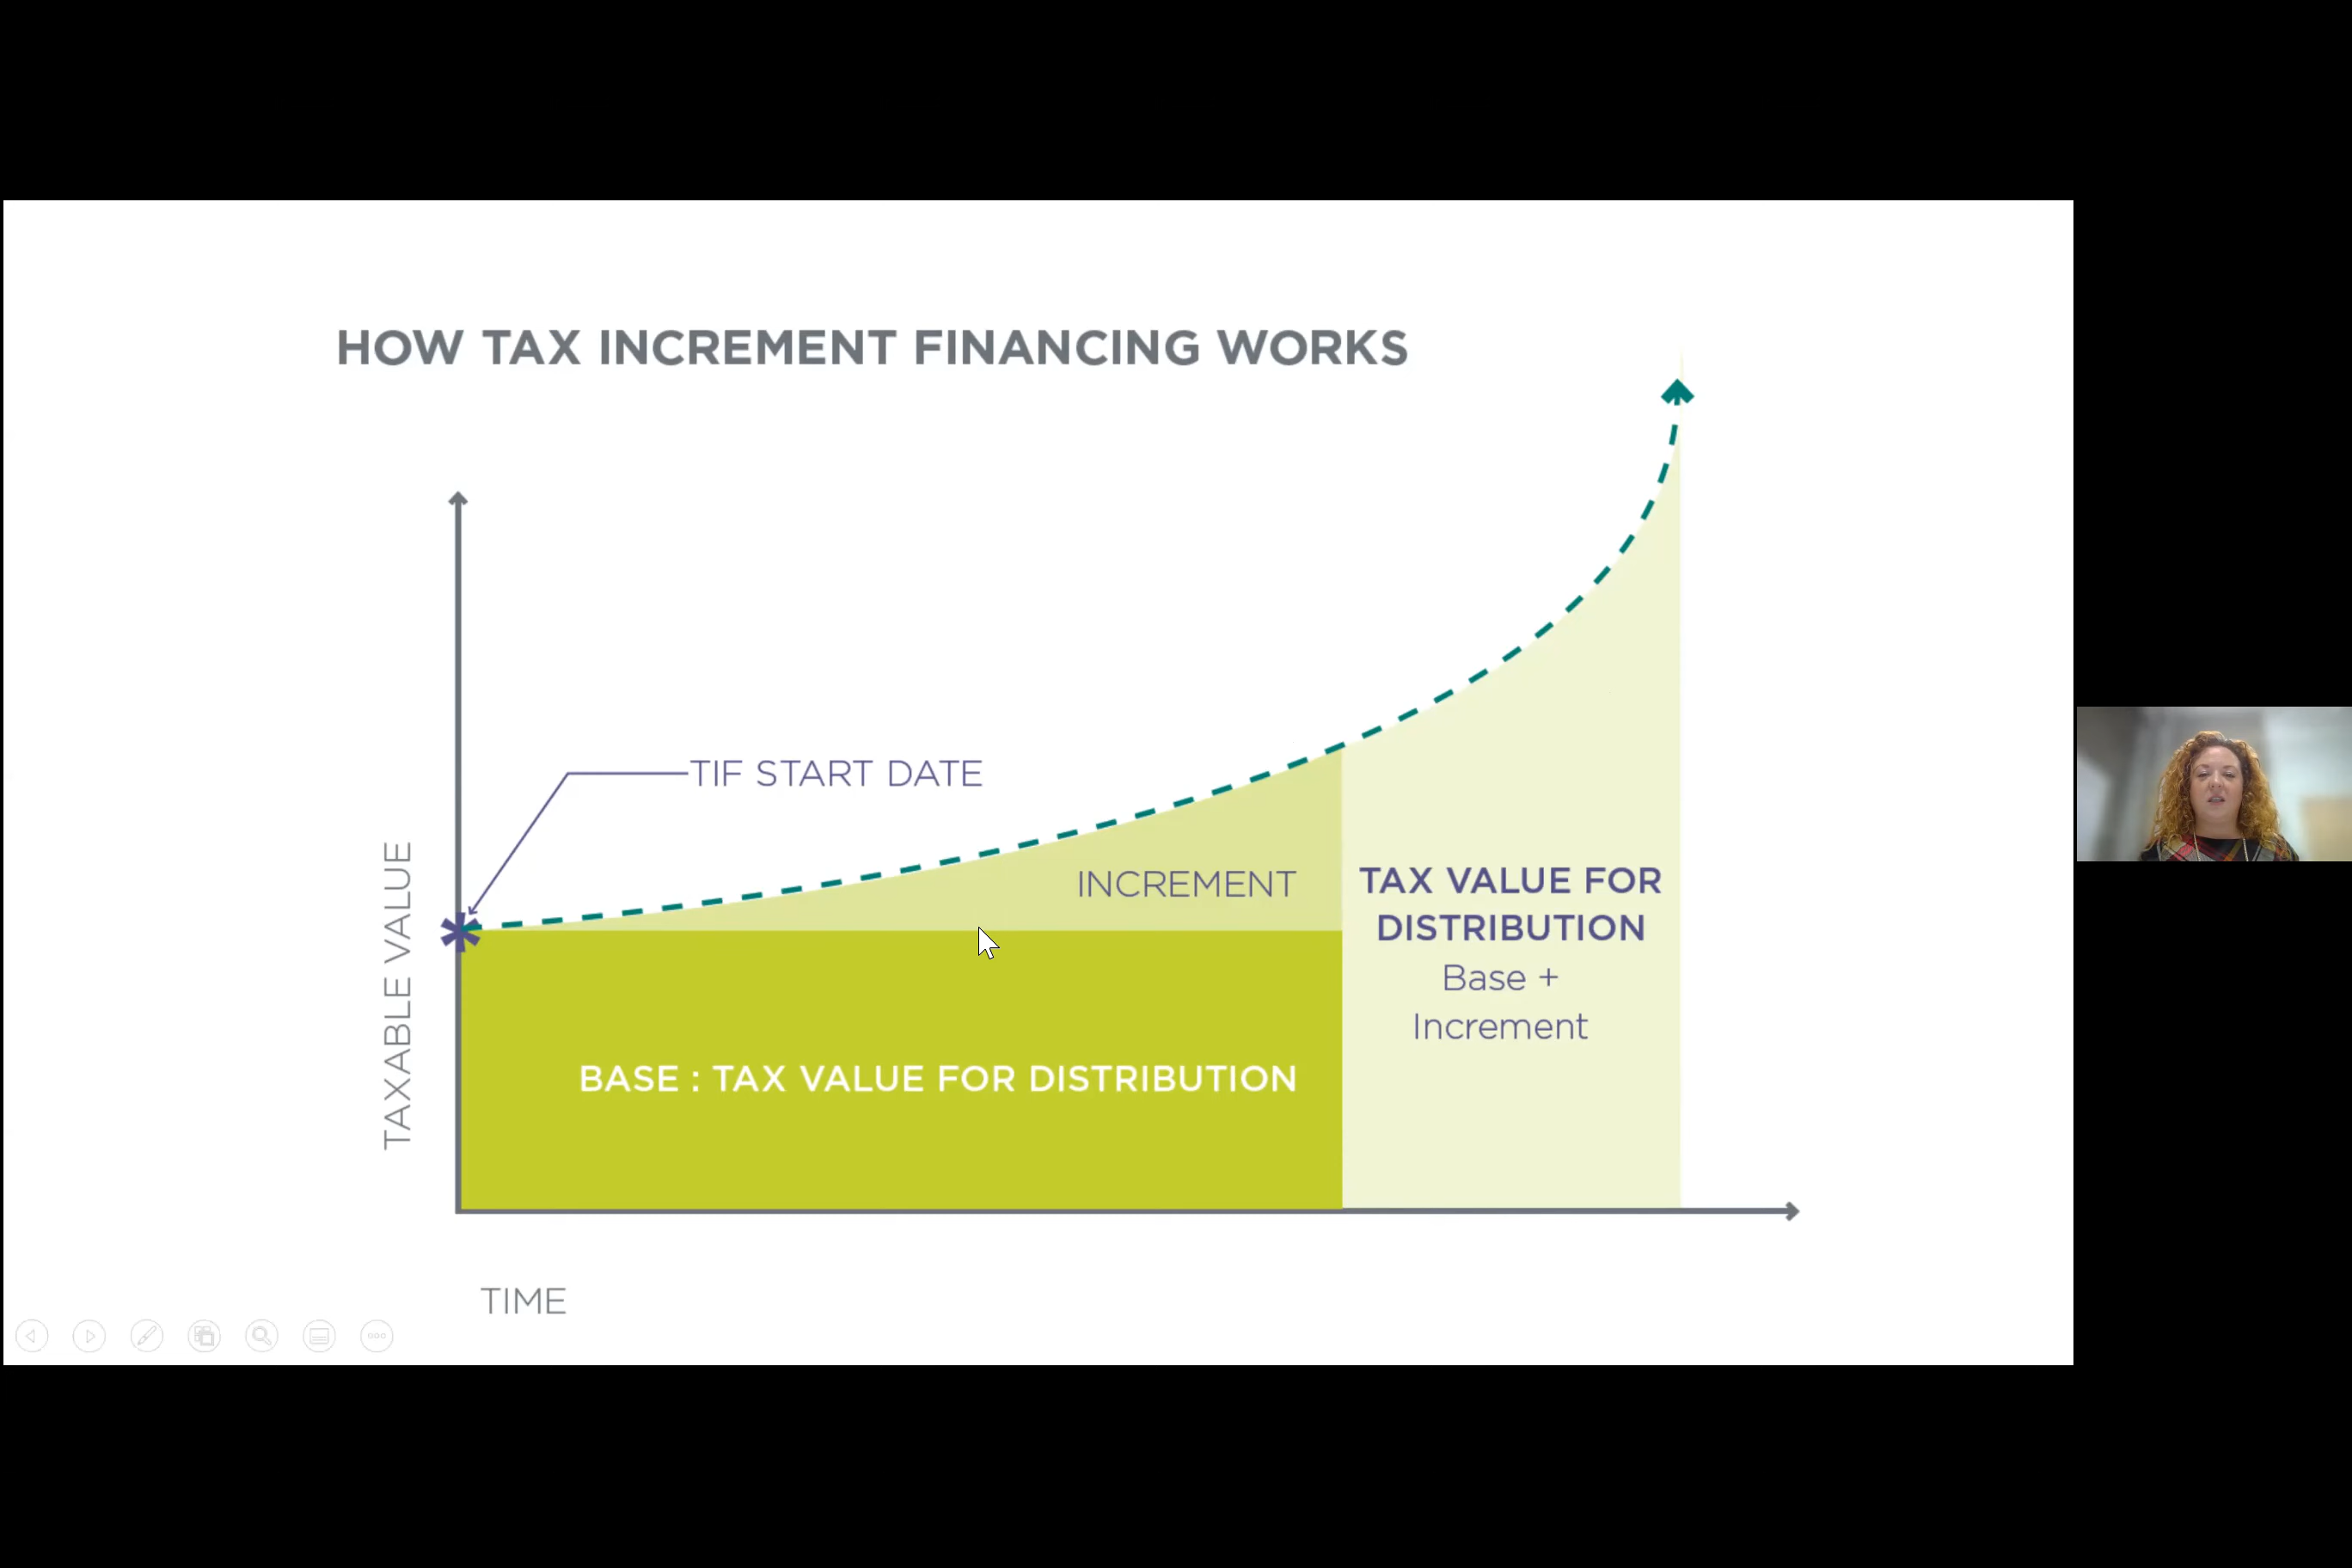 HOW TAX INCREMENT FINANCING WORKS
TIF START DATE
TAXABLE VALUE
INCREMENT
TAX VALUE FOR
DISTRIBUTION
Base +
Increment
BASE : TAX VALUE FOR DISTRIBUTION
TIME